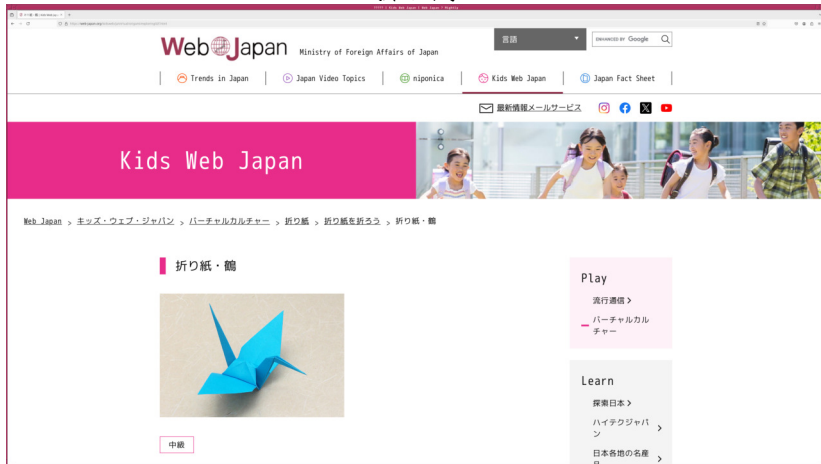 Web Japan Ministry of Foreign Affairs of Japan
言語
ENHANCED BY Google
Trends in Japan
Japan Video Topics
niponica
Kids Web Japan
Japan Fact Sheet
最新情報メールサービス
Kids Web Japan
Web Japan > キッズ・ウェブ・ジャパン > バーチャルカルチャー > 折り紙 > 折り紙を折ろう > 折り紙・鶴
折り紙・鶴
中級
Play
流行通信 >
バーチャルカル
チャー
Learn
探索日本 >
ハイテクジャパ
ン >
日本各地の名産